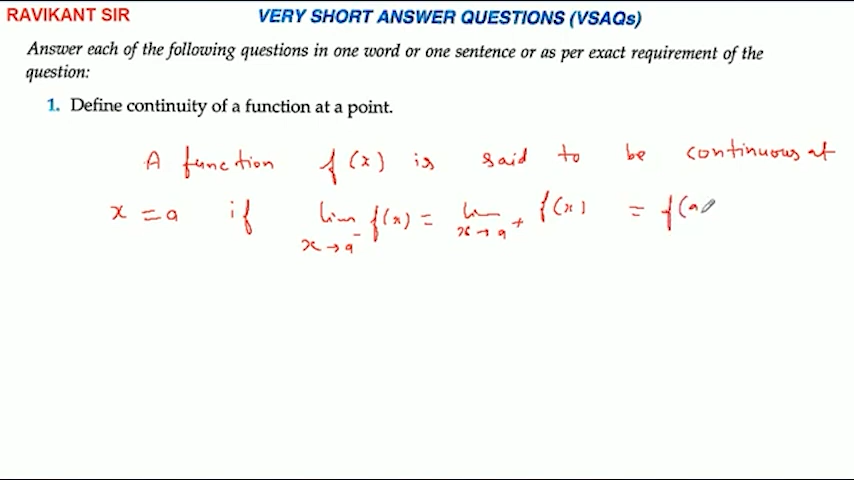 RAVIKANT SIR
VERY SHORT ANSWER QUESTIONS (VSAQs)
Answer each of the following questions in one word or one sentence or as per exact requirement of the
question:
1. Define continuity of a function at a point.
A function f(x) is said to be continuous at
x = a if lim x→a⁻ f(x) = lim x→a⁺ f(x) = f(a